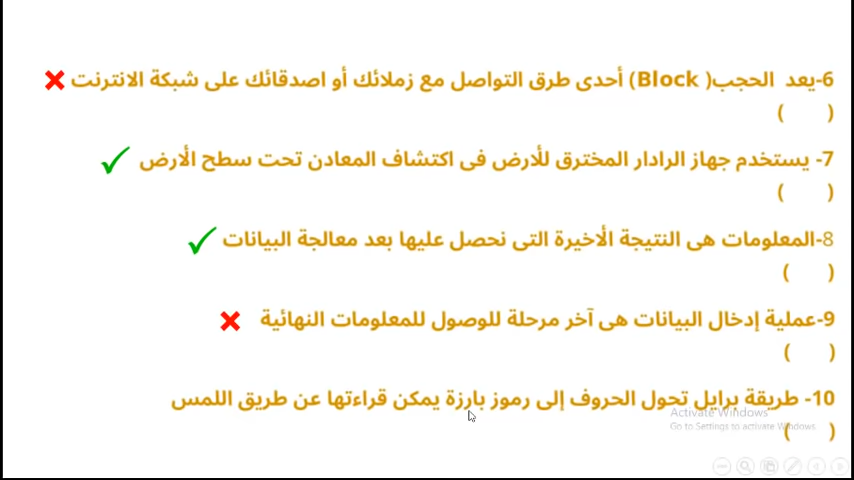 6-يعد الحجب( Block) أحدى طرق التواصل مع زملائك أو اصدقائك على شبكة الانترنت
( )
7- يستخدم جهاز الرادار المخترق للأرض فى اكتشاف المعادن تحت سطح الأرض
( )
8-المعلومات هى النتيجة الأخيرة التى نحصل عليها بعد معالجة البيانات
( )
9-عملية إدخال البيانات هى آخر مرحلة للوصول للمعلومات النهائية
( )
10- طريقة برايل تحول الحروف إلى رموز بارزة يمكن قراءتها عن طريق اللمس
( )
Activate Windows
Go to Settings to activate Windows.